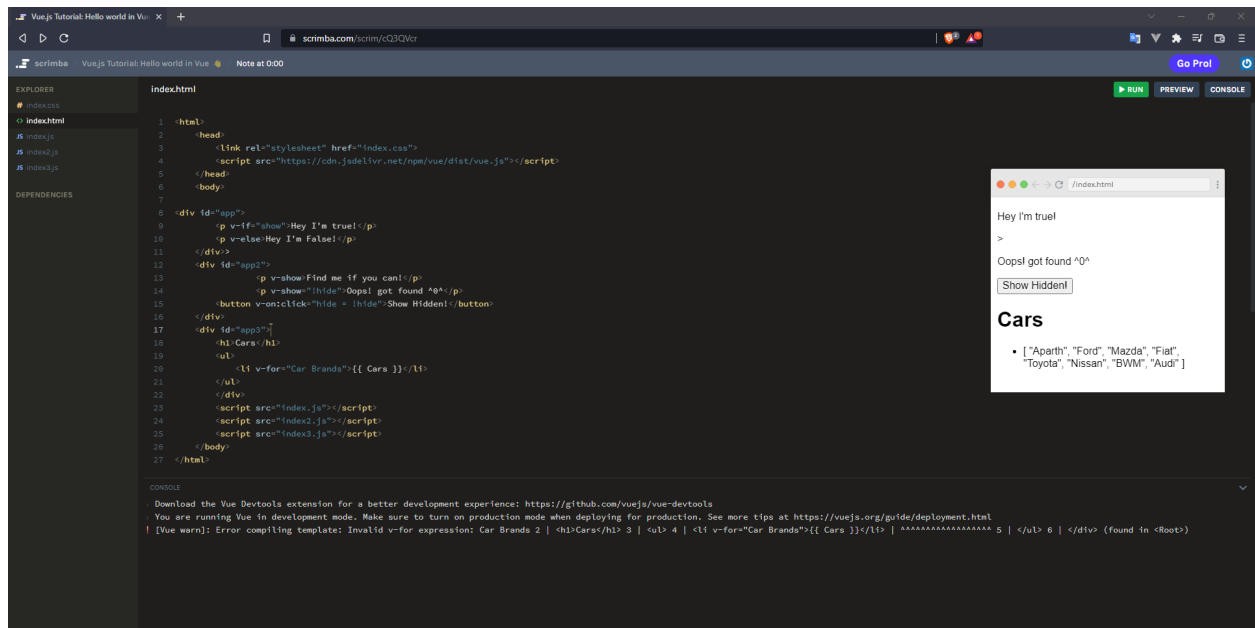 Vue.js Tutorial: Hello world in Vue
scrimba.com/scrim/cQ3QVcr
scrimba Vue.js Tutorial: Hello world in Vue 👋 Note at 0:00 Go Pro!
EXPLORER
index.css
index.html
index.js
index2.js
index3.js
DEPENDENCIES
index.html
RUN PREVIEW CONSOLE
1 <html>
2 <head>
3 <link rel="stylesheet" href="index.css">
4 <script src="https://cdn.jsdelivr.net/npm/vue/dist/vue.js"></script>
5 </head>
6 <body>
7
8 <div id="app">
9 <p v-if="show">Hey I'm true!</p>
10 <p v-else>Hey I'm False!</p>
11 </div>>
12 <div id="app2">
13 <p v-show>Find me if you can!</p>
14 <p v-show="!hide">Oops! got found ^0^</p>
15 <button v-on:click="hide = !hide">Show Hidden!</button>
16 </div>
17 <div id="app3">
18 <h1>Cars</h1>
19 <ul>
20 <li v-for="Car Brands">{{ Cars }}</li>
21 </ul>
22 </div>
23 <script src="index.js"></script>
24 <script src="index2.js"></script>
25 <script src="index3.js"></script>
26 </body>
27 </html>
/index.html
Hey I'm true!
>
Oops! got found ^0^
Show Hidden!
Cars
• [ "Aparth", "Ford", "Mazda", "Fiat",
"Toyota", "Nissan", "BWM", "Audi" ]
CONSOLE
› Download the Vue Devtools extension for a better development experience: https://github.com/vuejs/vue-devtools
› You are running Vue in development mode. Make sure to turn on production mode when deploying for production. See more tips at https://vuejs.org/guide/deployment.html
! [Vue warn]: Error compiling template: Invalid v-for expression: Car Brands 2 | <h1>Cars</h1> 3 | <ul> 4 | <li v-for="Car Brands">{{ Cars }}</li> | ^^^^^^^^^^^^^^^^^^ 5 | </ul> 6 | </div> (found in <Root>)